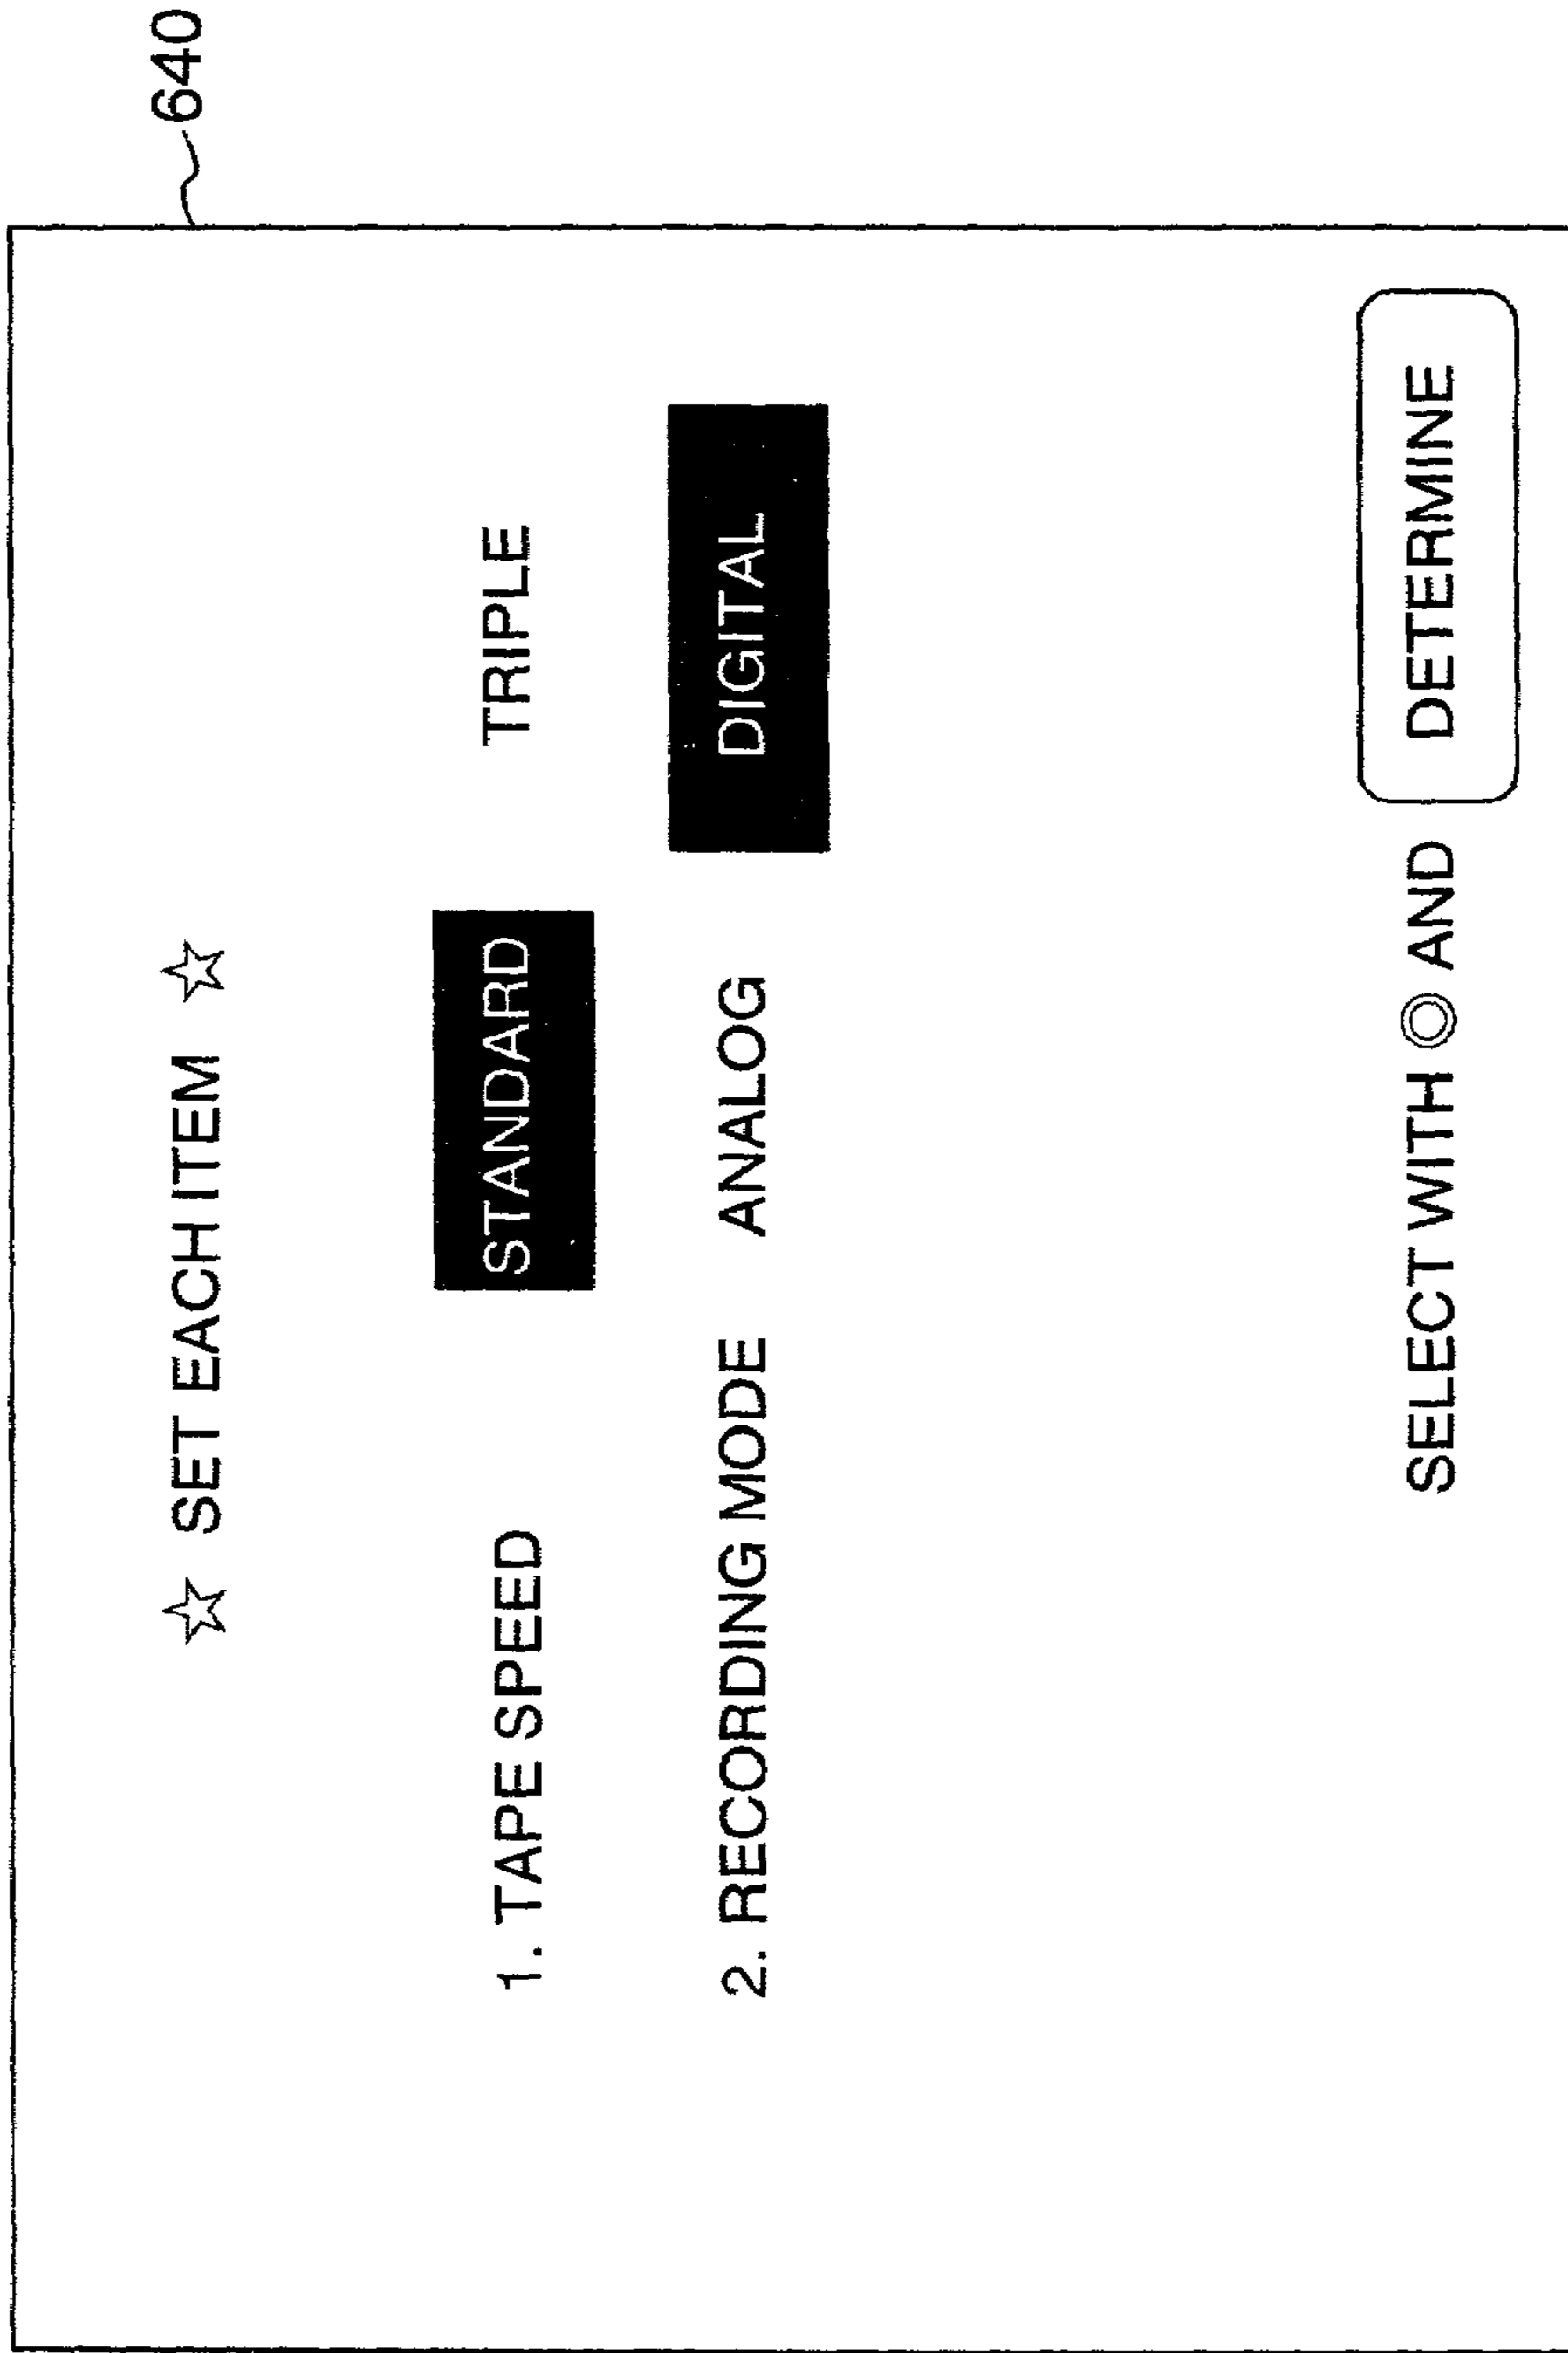 640
☆ SET EACH ITEM ☆
1. TAPE SPEED STANDARD TRIPLE
2. RECORDING MODE ANALOG DIGITAL
SELECT WITH ◎ AND DETERMINE